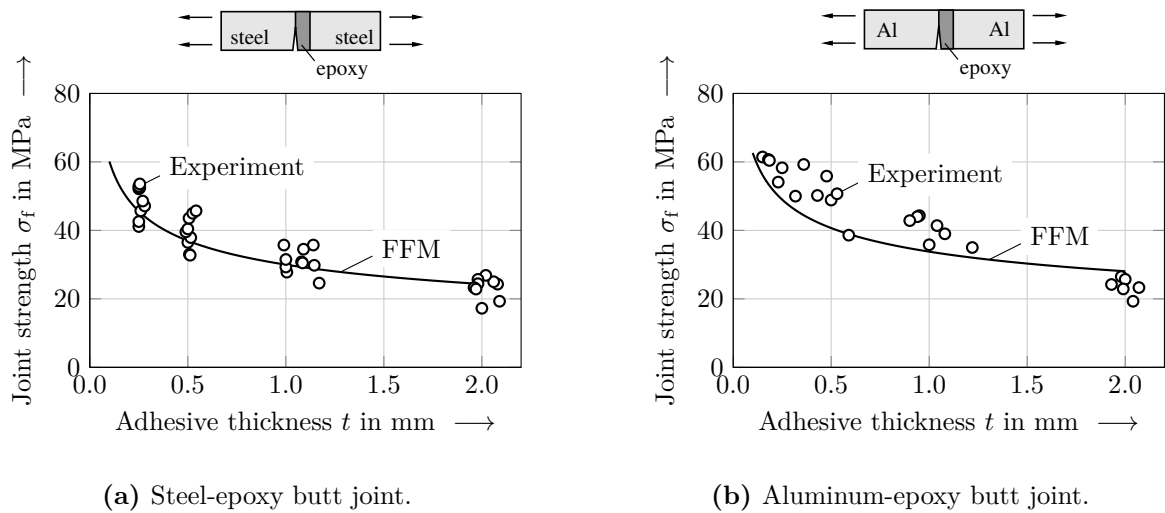 steel steel
epoxy
Joint strength σf in MPa ⟶
80
60
40
20
0
Experiment
FFM
0.0 0.5 1.0 1.5 2.0
Adhesive thickness t in mm ⟶
(a) Steel-epoxy butt joint.
Al Al
epoxy
Joint strength σf in MPa ⟶
80
60
40
20
0
Experiment
FFM
0.0 0.5 1.0 1.5 2.0
Adhesive thickness t in mm ⟶
(b) Aluminum-epoxy butt joint.